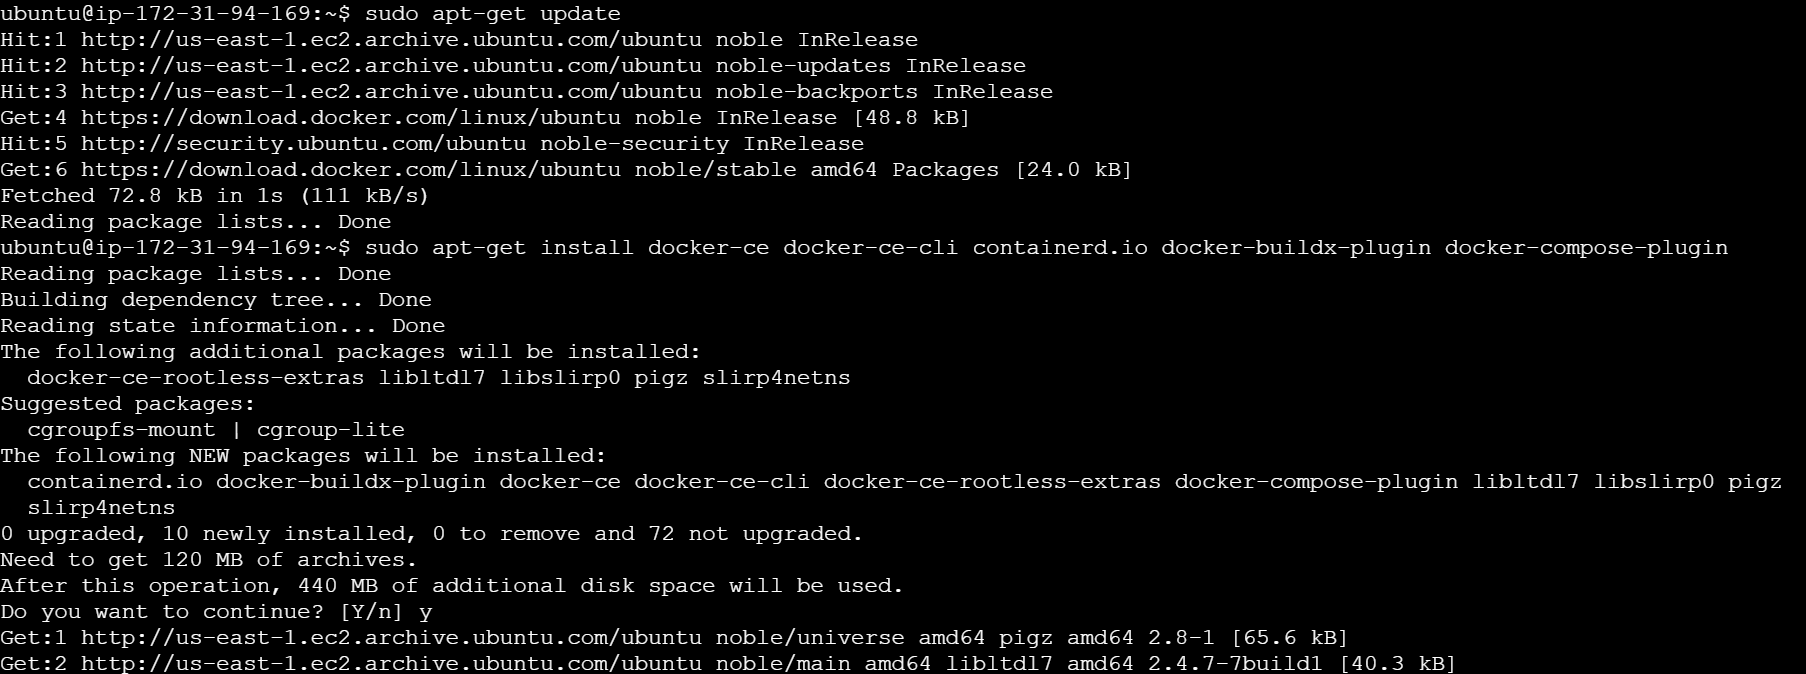 ubuntu@ip-172-31-94-169:~$ sudo apt-get update
Hit:1 http://us-east-1.ec2.archive.ubuntu.com/ubuntu noble InRelease
Hit:2 http://us-east-1.ec2.archive.ubuntu.com/ubuntu noble-updates InRelease
Hit:3 http://us-east-1.ec2.archive.ubuntu.com/ubuntu noble-backports InRelease
Get:4 https://download.docker.com/linux/ubuntu noble InRelease [48.8 kB]
Hit:5 http://security.ubuntu.com/ubuntu noble-security InRelease
Get:6 https://download.docker.com/linux/ubuntu noble/stable amd64 Packages [24.0 kB]
Fetched 72.8 kB in 1s (111 kB/s)
Reading package lists... Done
ubuntu@ip-172-31-94-169:~$ sudo apt-get install docker-ce docker-ce-cli containerd.io docker-buildx-plugin docker-compose-plugin
Reading package lists... Done
Building dependency tree... Done
Reading state information... Done
The following additional packages will be installed:
  docker-ce-rootless-extras libltdl7 libslirp0 pigz slirp4netns
Suggested packages:
  cgroupfs-mount | cgroup-lite
The following NEW packages will be installed:
  containerd.io docker-buildx-plugin docker-ce docker-ce-cli docker-ce-rootless-extras docker-compose-plugin libltdl7 libslirp0 pigz
  slirp4netns
0 upgraded, 10 newly installed, 0 to remove and 72 not upgraded.
Need to get 120 MB of archives.
After this operation, 440 MB of additional disk space will be used.
Do you want to continue? [Y/n] y
Get:1 http://us-east-1.ec2.archive.ubuntu.com/ubuntu noble/universe amd64 pigz amd64 2.8-1 [65.6 kB]
Get:2 http://us-east-1.ec2.archive.ubuntu.com/ubuntu noble/main amd64 libltdl7 amd64 2.4.7-7build1 [40.3 kB]